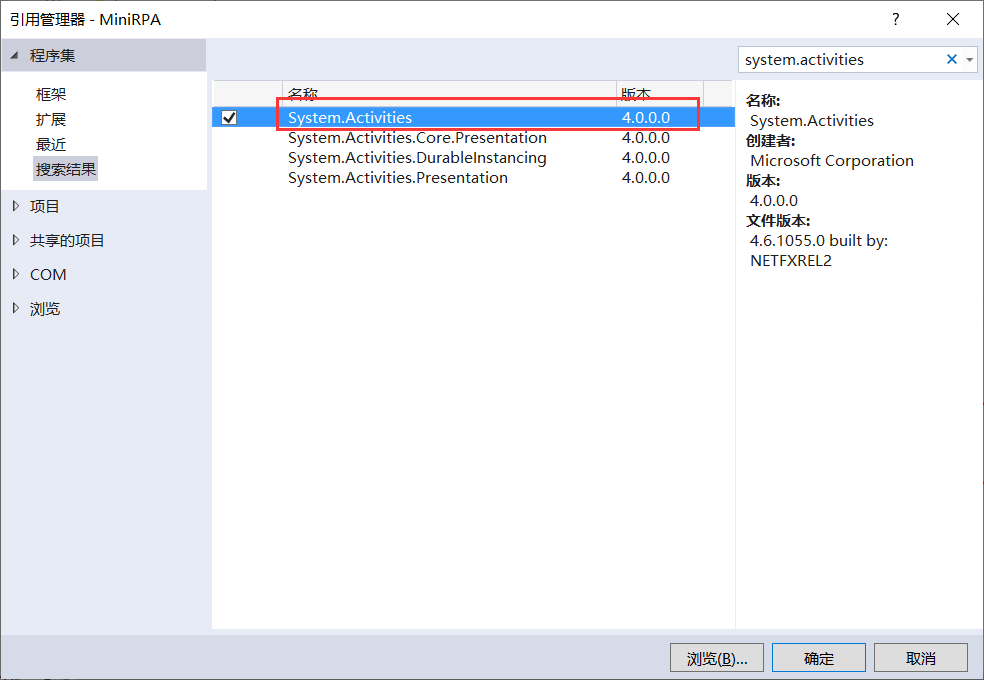 引用管理器 - MiniRPA
?
程序集
system.activities
框架
扩展
最近
搜索结果
项目
共享的项目
COM
浏览
名称 版本
System.Activities 4.0.0.0
System.Activities.Core.Presentation 4.0.0.0
System.Activities.DurableInstancing 4.0.0.0
System.Activities.Presentation 4.0.0.0
名称:
System.Activities
创建者:
Microsoft Corporation
版本:
4.0.0.0
文件版本:
4.6.1055.0 built by:
NETFXREL2
浏览(B)... 确定 取消